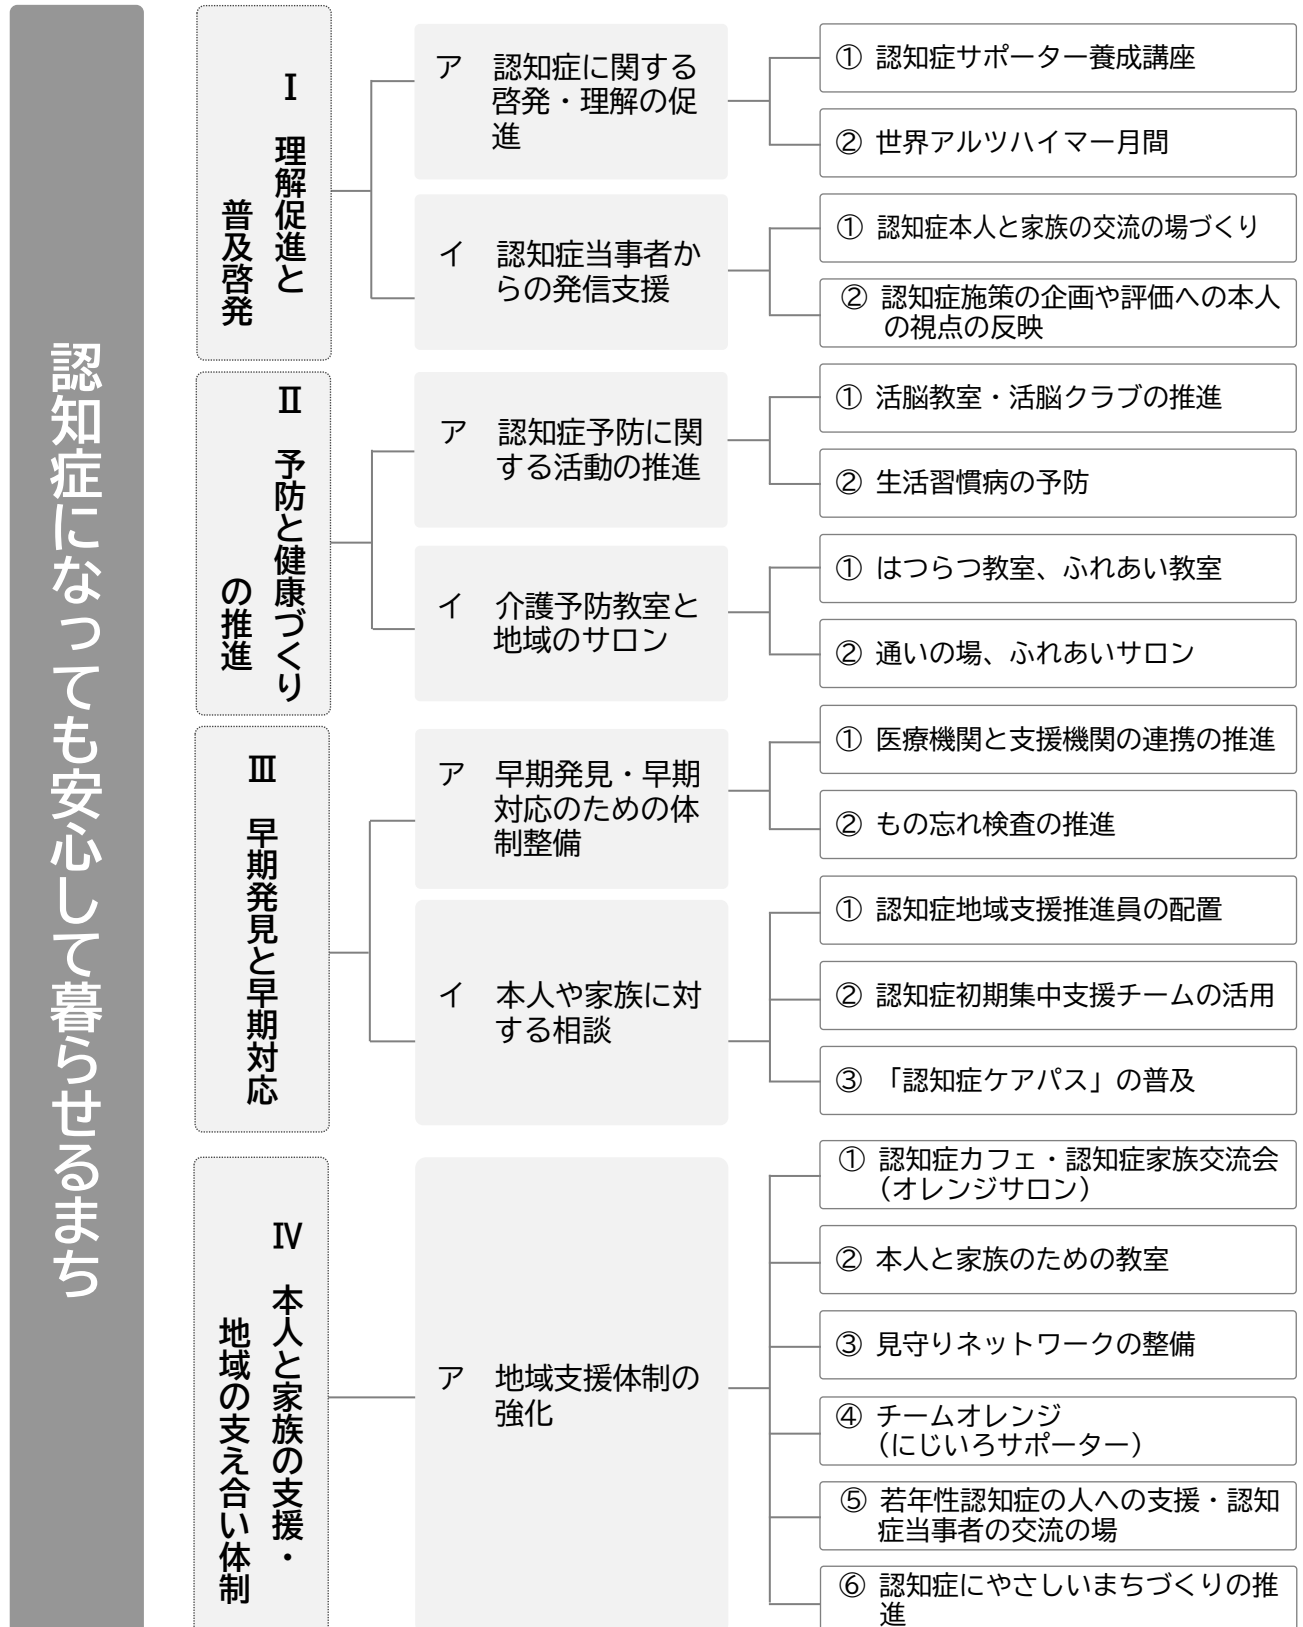 認知症になっても安心して暮らせるまち
Ⅰ 理解促進と
普及啓発
ア 認知症に関する
啓発・理解の促
進
① 認知症サポーター養成講座
② 世界アルツハイマー月間
イ 認知症当事者か
らの発信支援
① 認知症本人と家族の交流の場づくり
② 認知症施策の企画や評価への本人
の視点の反映
Ⅱ 予防と健康づくり
の推進
ア 認知症予防に関
する活動の推進
① 活脳教室・活脳クラブの推進
② 生活習慣病の予防
イ 介護予防教室と
地域のサロン
① はつらつ教室、ふれあい教室
② 通いの場、ふれあいサロン
Ⅲ 早期発見と早期対応
ア 早期発見・早期
対応のための体
制整備
① 医療機関と支援機関の連携の推進
② もの忘れ検査の推進
イ 本人や家族に対
する相談
① 認知症地域支援推進員の配置
② 認知症初期集中支援チームの活用
③ 「認知症ケアパス」の普及
Ⅳ 本人と家族の支援・
地域の支え合い体制
ア 地域支援体制の
強化
① 認知症カフェ・認知症家族交流会
(オレンジサロン)
② 本人と家族のための教室
③ 見守りネットワークの整備
④ チームオレンジ
(にじいろサポーター)
⑤ 若年性認知症の人への支援・認知
症当事者の交流の場
⑥ 認知症にやさしいまちづくりの推
進